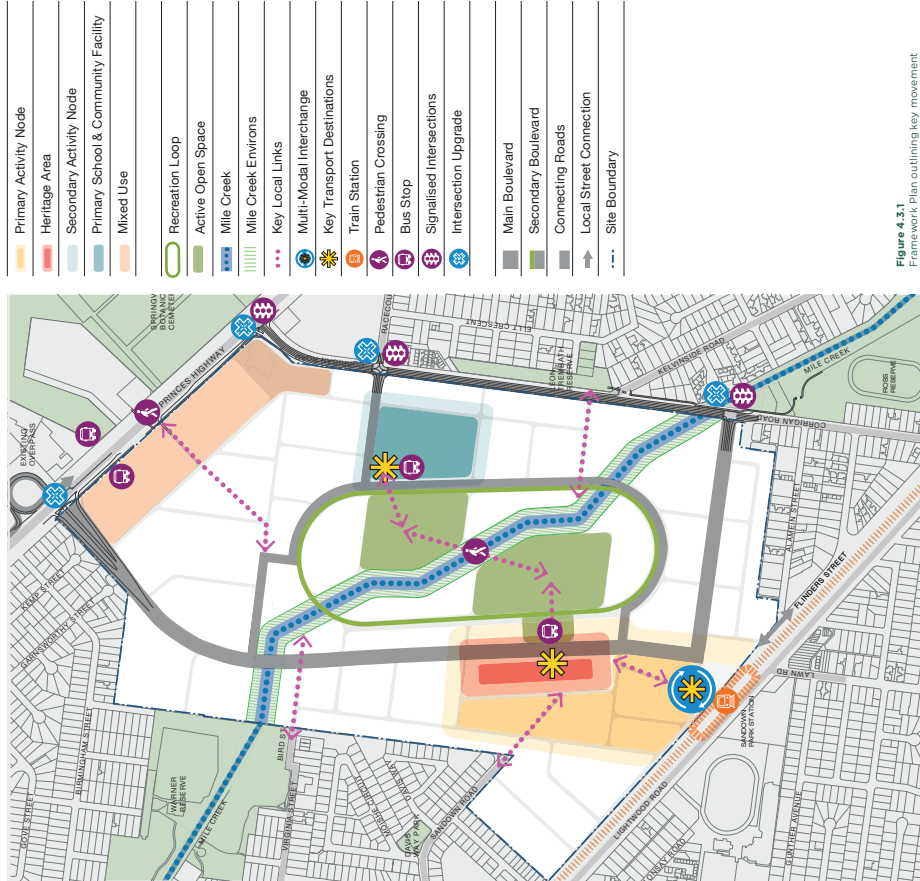 Primary Activity Node
Heritage Area
Secondary Activity Node
Primary School & Community Facility
Mixed Use
Recreation Loop
Active Open Space
Mile Creek
Mile Creek Environs
Key Local Links
Multi-Modal Interchange
Key Transport Destinations
Train Station
Pedestrian Crossing
Bus Stop
Signalised Intersections
Intersection Upgrade
Main Boulevard
Secondary Boulevard
Connecting Roads
Local Street Connection
Site Boundary
Figure 4.3.1
Framework Plan outlining key movement
EXISTING
OVERPASS
PRINCES HIGHWAY
KEMP STREET
GARNSWORTHY STREET
BIRMINGHAM STREET
GOVE STREET
WARNER
RESERVE
MILE CREEK
BIRD ST
VIRGINIA STREET
DAVIS WAY
SANDOWN ROAD
LIGHTWOOD ROAD
GUNTHER AVENUE
SANDOWN
PARK STATION
LAWN RD
FLINDERS STREET
ALAMEIN STREET
CORRIGAN ROAD
ROSS
RESERVE
MILE CREEK
KELVINSIDE ROAD